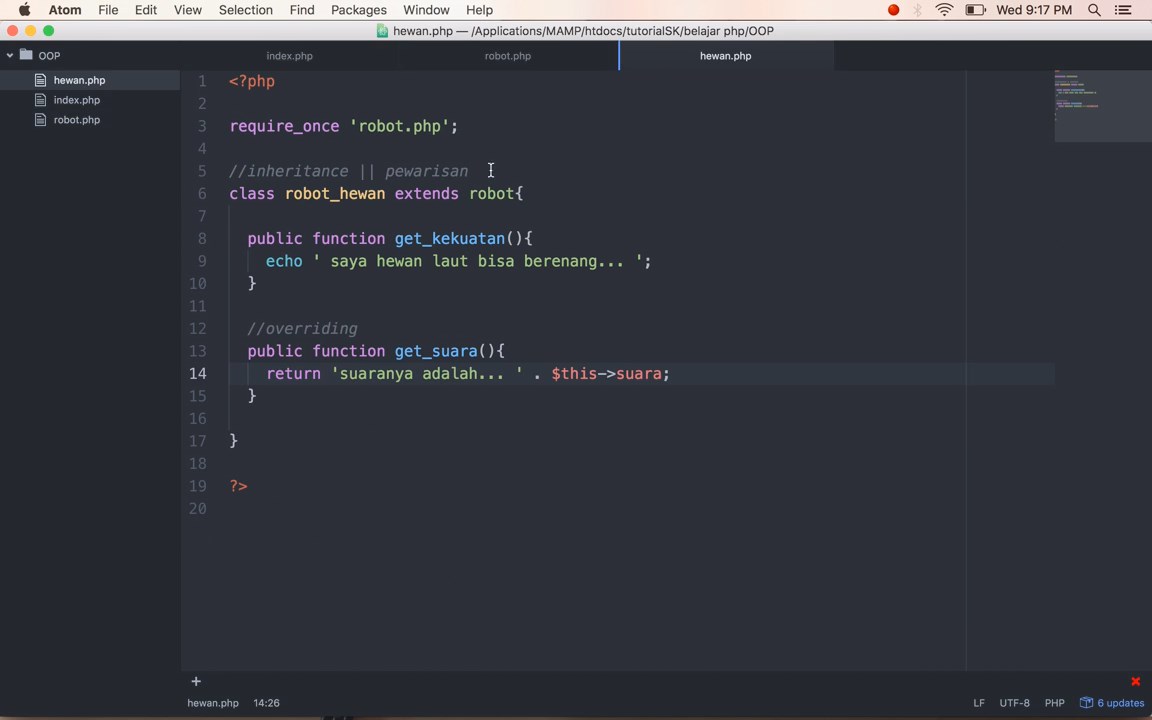 Atom File Edit View Selection Find Packages Window Help Wed 9:17 PM
hewan.php — /Applications/MAMP/htdocs/tutorialSK/belajar php/OOP
OOP
hewan.php
index.php
robot.php
index.php robot.php hewan.php
1 <?php
2
3 require_once 'robot.php';
4
5 //inheritance || pewarisan
6 class robot_hewan extends robot{
7
8 public function get_kekuatan(){
9 echo ' saya hewan laut bisa berenang... ';
10 }
11
12 //overriding
13 public function get_suara(){
14 return 'suaranya adalah... ' . $this->suara;
15 }
16
17 }
18
19 ?>
20
+
hewan.php 14:26 LF UTF-8 PHP 6 updates